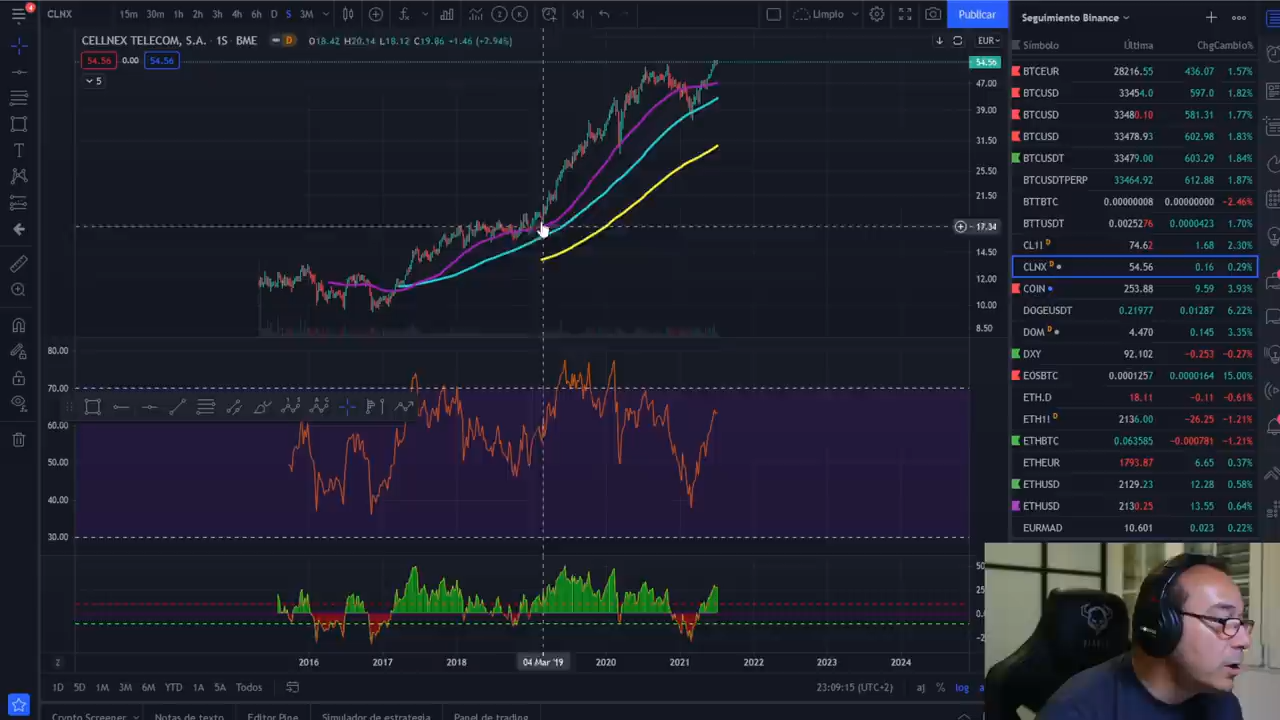 4
CLNX
15m 30m 1h 2h 3h 4h 6h D S 3M
2
K
Limpio
Publicar
Seguimiento Binance
CELLNEX TELECOM, S.A. · 1S · BME
D
O18.42 H20.14 L18.12 C19.86 +1.46 (+7.94%)
EUR
54.56 0.00 54.56
5
54.56
47.00
39.00
31.50
25.50
21.50
17.34
14.50
12.00
10.00
8.50
80.00
70.00
60.00
50.00
40.00
30.00
2016 2017 2018 04 Mar '19 2020 2021 2022 2023 2024
1D 5D 1M 3M 6M YTD 1A 5A Todos
23:09:15 (UTC+2)
% log
Crypto Screener Notas de texto Editor Pine Simulador de estrategia Panel de trading
Símbolo Última Chg Cambio%
BTCEUR 28216.55 436.07 1.57%
BTCUSD 33454.0 597.0 1.82%
BTCUSD 33480.10 581.31 1.77%
BTCUSD 33478.93 602.98 1.83%
BTCUSDT 33479.00 603.29 1.84%
BTCUSDTPERP 33464.92 612.88 1.87%
BTTBTC 0.00000008 0.00000000 −2.46%
BTTUSDT 0.0025276 0.0000423 1.70%
CL1! D 74.62 1.68 2.30%
CLNX D 54.56 0.16 0.29%
COIN 253.88 9.59 3.93%
DOGEUSDT 0.21977 0.01287 6.22%
DOM D 4.470 0.145 3.35%
DXY 92.102 −0.253 −0.27%
EOSBTC 0.0001257 0.0000164 15.00%
ETH.D 18.11 −0.11 −0.61%
ETH1! D 2136.00 −26.25 −1.21%
ETHBTC 0.063585 −0.000781 −1.21%
ETHEUR 1793.87 6.65 0.37%
ETHUSD 2129.23 12.28 0.58%
ETHUSD 2130.25 13.55 0.64%
EURMAD 10.601 0.023 0.22%